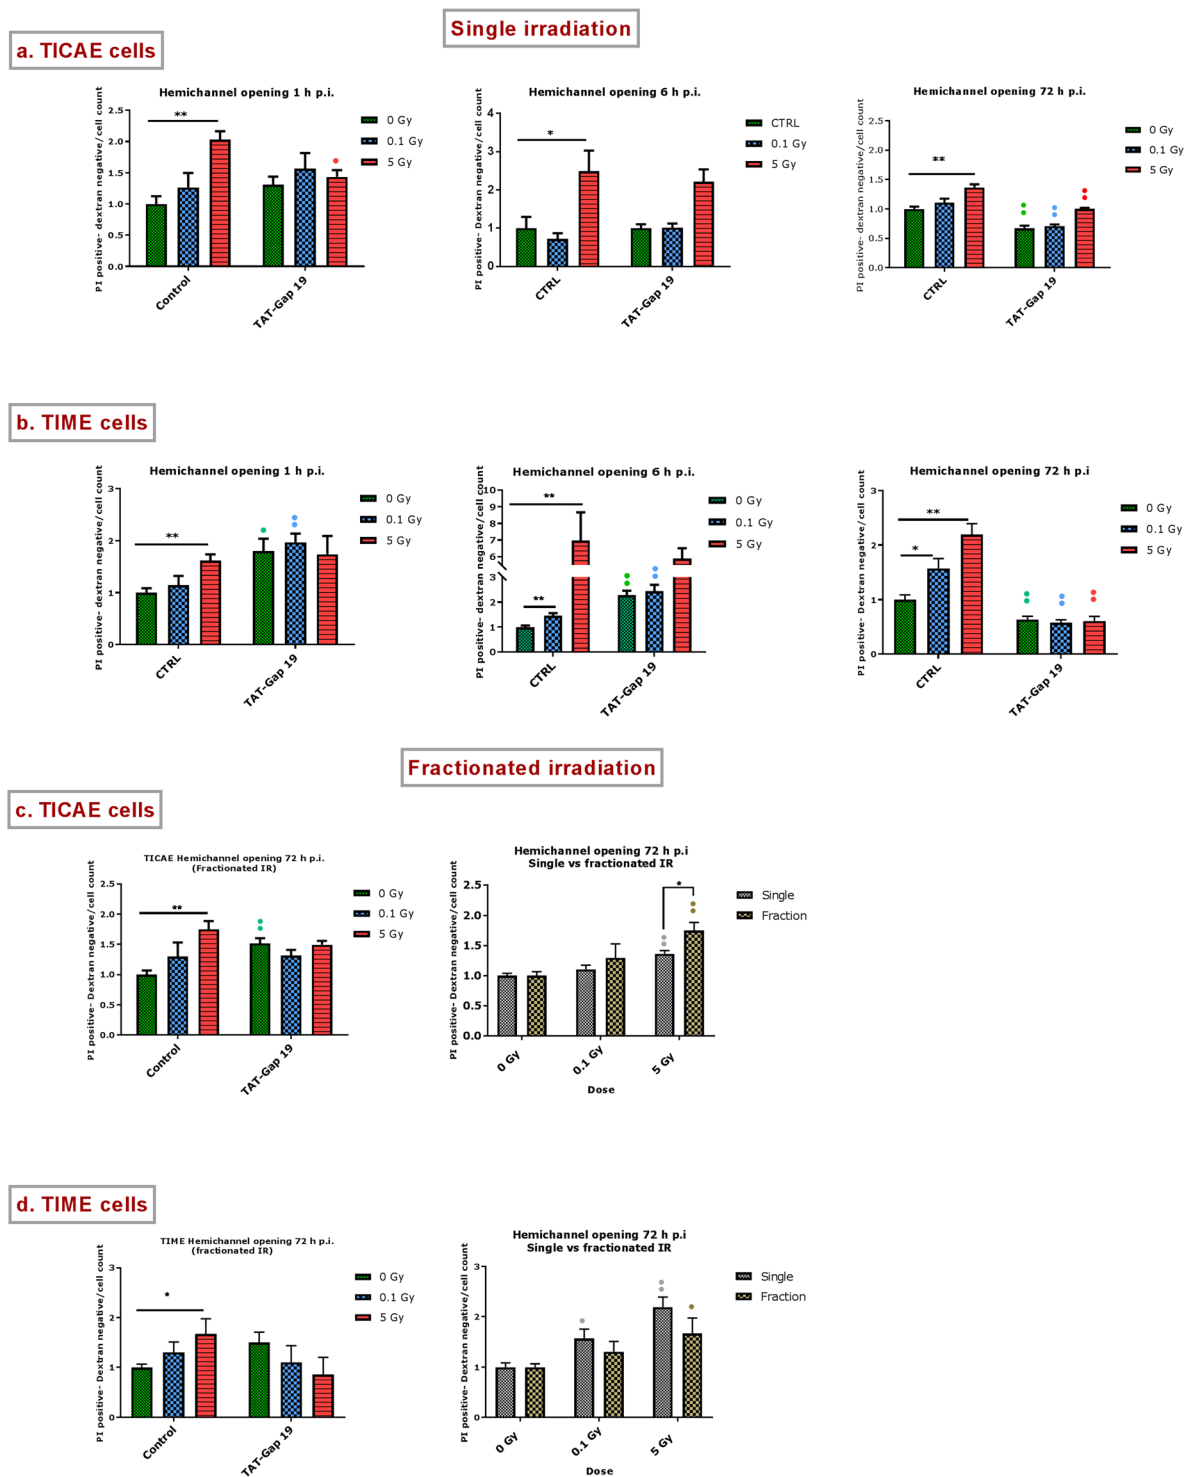 Single irradiation
a. TICAE cells
Hemichannel opening 1 h p.i.
PI positive- dextran negative/cell count
2.5
2.0
1.5
1.0
0.5
0.0
**
0 Gy
0.1 Gy
5 Gy
Control
TAT-Gap 19
Hemichannel opening 6 h p.i.
PI positive- Dextran negative/cell count
4
3
2
1
0
*
CTRL
0.1 Gy
5 Gy
CTRL
TAT-Gap 19
Hemichannel opening 72 h p.i.
PI positive- dextran negative/cell count
2.5
2.0
1.5
1.0
0.5
0.0
**
0 Gy
0.1 Gy
5 Gy
CTRL
TAT-Gap 19
b. TIME cells
Hemichannel opening 1 h p.i.
PI positive- dextran negative/cell count
3
2
1
0
**
0 Gy
0.1 Gy
5 Gy
CTRL
TAT-Gap 19
Hemichannel opening 6 h p.i.
PI positive- dextran negative/cell count
10
8
6
4
3
2
1
0
**
**
0 Gy
0.1 Gy
5 Gy
CTRL
TAT-Gap 19
Hemichannel opening 72 h p.i
PI positive- Dextran negative/cell count
3
2
1
0
*
**
0 Gy
0.1 Gy
5 Gy
CTRL
TAT-Gap 19
Fractionated irradiation
c. TICAE cells
TICAE Hemichannel opening 72 h p.i.
(Fractionated IR)
PI positive- Dextran negative/cell count
2.5
2.0
1.5
1.0
0.5
0.0
**
0 Gy
0.1 Gy
5 Gy
Control
TAT-Gap 19
Hemichannel opening 72 h p.i
Single vs fractionated IR
PI positive- Dextran negative/cell count
2.5
2.0
1.5
1.0
0.5
0.0
*
Single
Fraction
0 Gy
0.1 Gy
5 Gy
Dose
d. TIME cells
TIME Hemichannel opening 72 h p.i.
(fractionated IR)
PI positive- Dextran negative/cell count
3
2
1
0
*
0 Gy
0.1 Gy
5 Gy
Control
TAT-Gap 19
Hemichannel opening 72 h p.i
Single vs fractionated IR
PI positive- Dextran negative/cell count
3
2
1
0
Single
Fraction
0 Gy
0.1 Gy
5 Gy
Dose